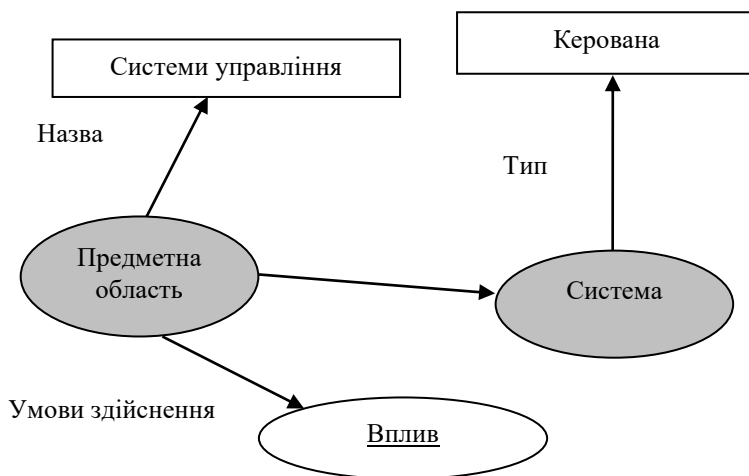 Керована
Системи управління
Назва
Тип
Предметна
область
Система
Умови здійснення
Вплив